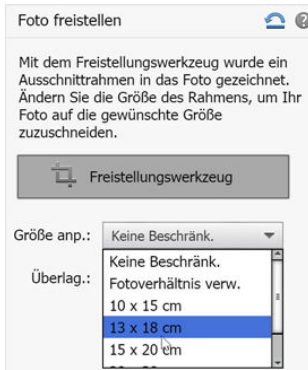 Foto freistellen
Mit dem Freistellungswerkzeug wurde ein
Ausschnittrahmen in das Foto gezeichnet.
Ändern Sie die Größe des Rahmens, um Ihr
Foto auf die gewünschte Größe
zuzuschneiden.
Freistellungswerkzeug
Größe anp.: Keine Beschränk.
Keine Beschränk.
Überlag.: Fotoverhältnis verw.
10 x 15 cm
13 x 18 cm
15 x 20 cm